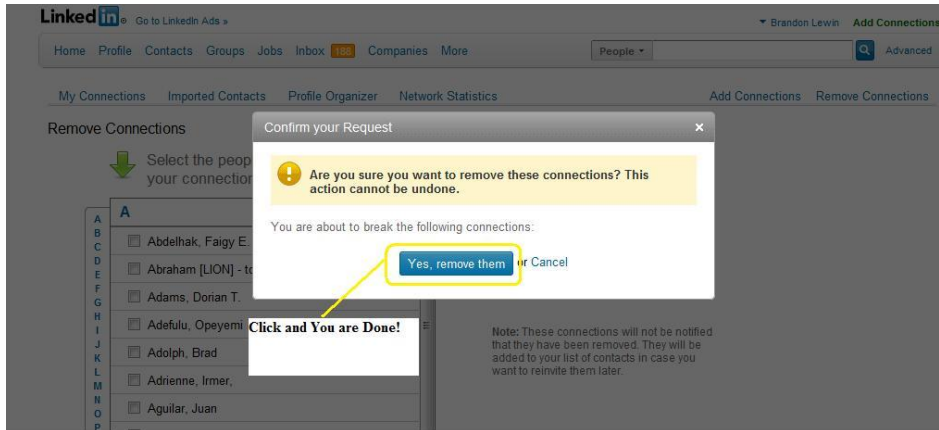 Linked in Go to LinkedIn Ads »
Brandon Lewin Add Connections
Home Profile Contacts Groups Jobs Inbox 188 Companies More People Advanced
My Connections Imported Contacts Profile Organizer Network Statistics Add Connections Remove Connections
Remove Connections
Confirm your Request ×
Select the peop
your connection
Are you sure you want to remove these connections? This
action cannot be undone.
You are about to break the following connections:
Yes, remove them or Cancel
A
B
C
D
E
F
G
H
I
J
K
L
M
N
O
P
A
Abdelhak, Faigy E.
Abraham [LION] - to
Adams, Dorian T.
Adefulu, Opeyemi
Adolph, Brad
Adrienne, Irmer,
Aguilar, Juan
Click and You are Done!
Note: These connections will not be notified
that they have been removed. They will be
added to your list of contacts in case you
want to reinvite them later.